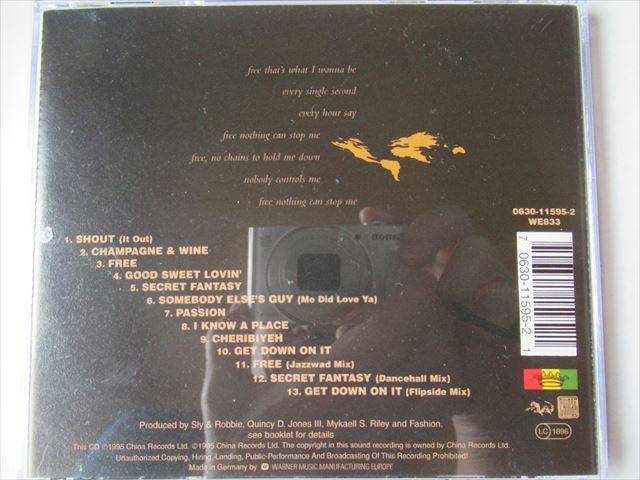 free that's what I wanna be
every single second
every hour say
free nothing can stop me
free, no chains to hold me down
nobody controls me
free nothing can stop me
0630-11595-2
WE833
1. SHOUT (It Out)
2. CHAMPAGNE & WINE
3. FREE
4. GOOD SWEET LOVIN'
5. SECRET FANTASY
6. SOMEBODY ELSE'S GUY (Me Did Love Ya)
7. PASSION
8. I KNOW A PLACE
9. CHERIBIYEH
10. GET DOWN ON IT
11. FREE (Jazzwad Mix)
12. SECRET FANTASY (Dancehall Mix)
13. GET DOWN ON IT (Flipside Mix)
7 0630-11595-2 1
Produced by Sly & Robbie, Quincy D. Jones III, Mykaell S. Riley and Fashion.
see booklet for details
This CD ℗1995 China Records Ltd. ©1995 China Records Ltd. The copyright in this sound recording is owned by China Records Ltd.
Unauthorized Copying, Hiring, Lending, Public Performance And Broadcasting Of This Recording Prohibited!
Made in Germany by WARNER MUSIC MANUFACTURING EUROPE
LC 1896